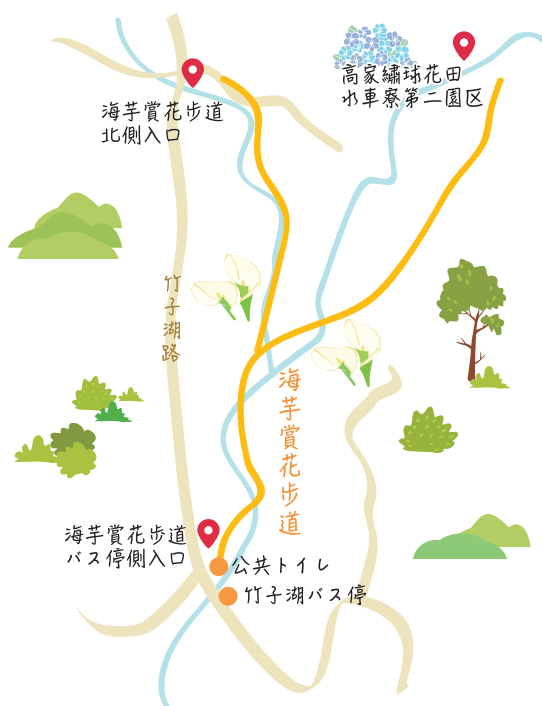 高家繡球花田
水車寮第二園区
海芋賞花步道
北側入口
竹子湖路
海芋賞花步道
海芋賞花步道
バス停側入口
公共トイレ
竹子湖バス停